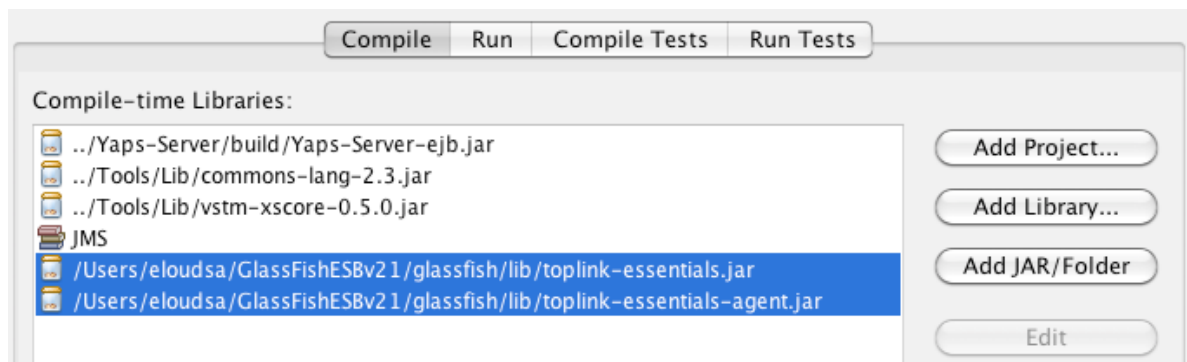 Compile Run Compile Tests Run Tests
Compile-time Libraries:
../Yaps-Server/build/Yaps-Server-ejb.jar
../Tools/Lib/commons-lang-2.3.jar
../Tools/Lib/vstm-xscore-0.5.0.jar
JMS
/Users/eloudsa/GlassFishESBv21/glassfish/lib/toplink-essentials.jar
/Users/eloudsa/GlassFishESBv21/glassfish/lib/toplink-essentials-agent.jar
Add Project...
Add Library...
Add JAR/Folder
Edit